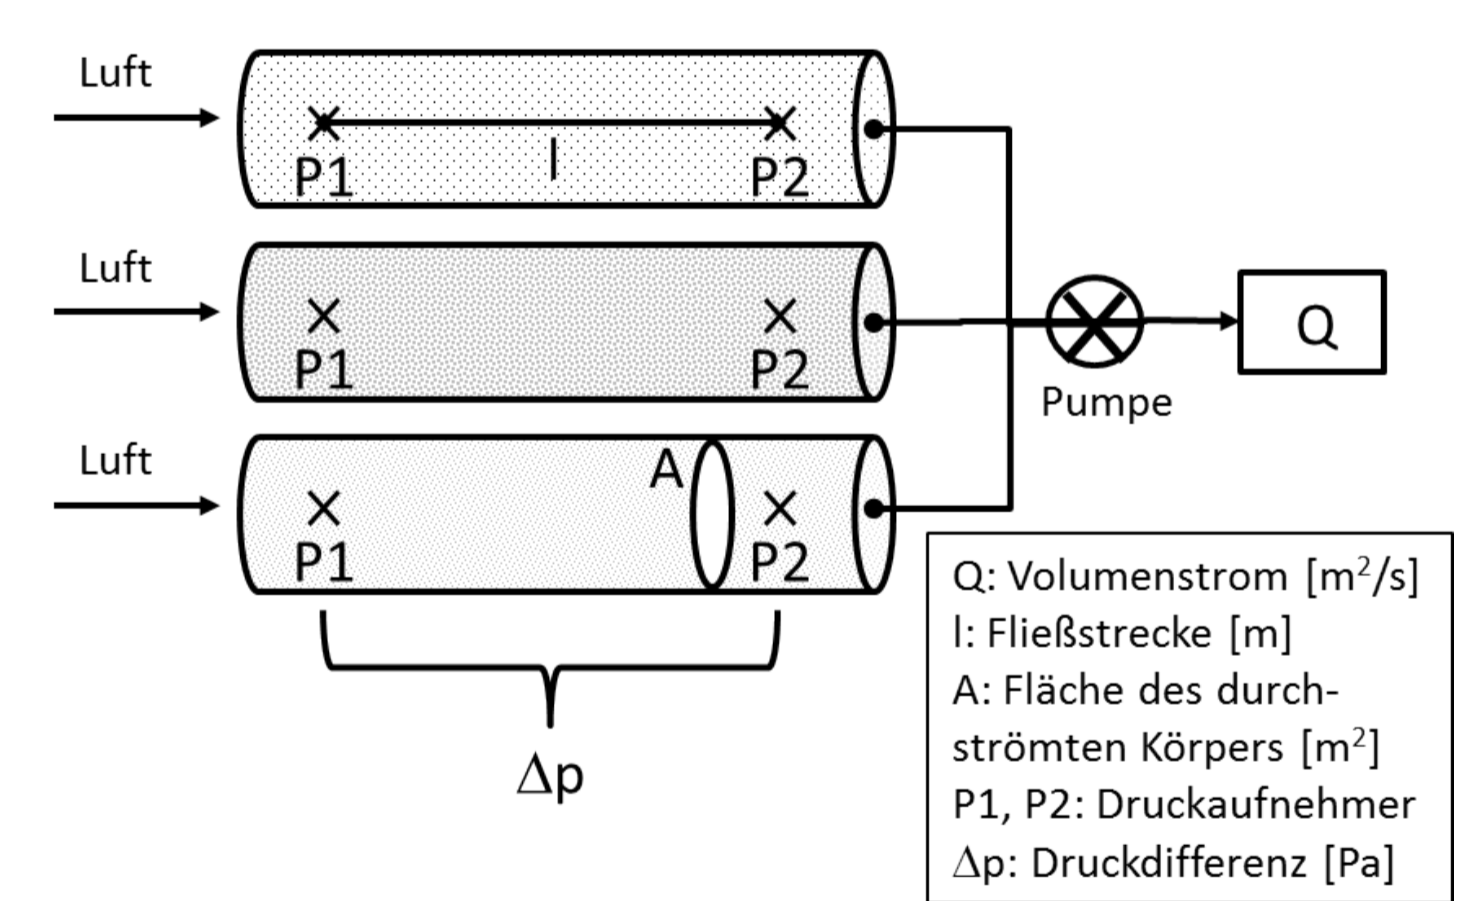 Luft
P1
l
P2
Luft
P1
P2
Q
Pumpe
Luft
A
P1
P2
Δp
Q: Volumenstrom [m²/s]
l: Fließstrecke [m]
A: Fläche des durch-
strömten Körpers [m²]
P1, P2: Druckaufnehmer
Δp: Druckdifferenz [Pa]